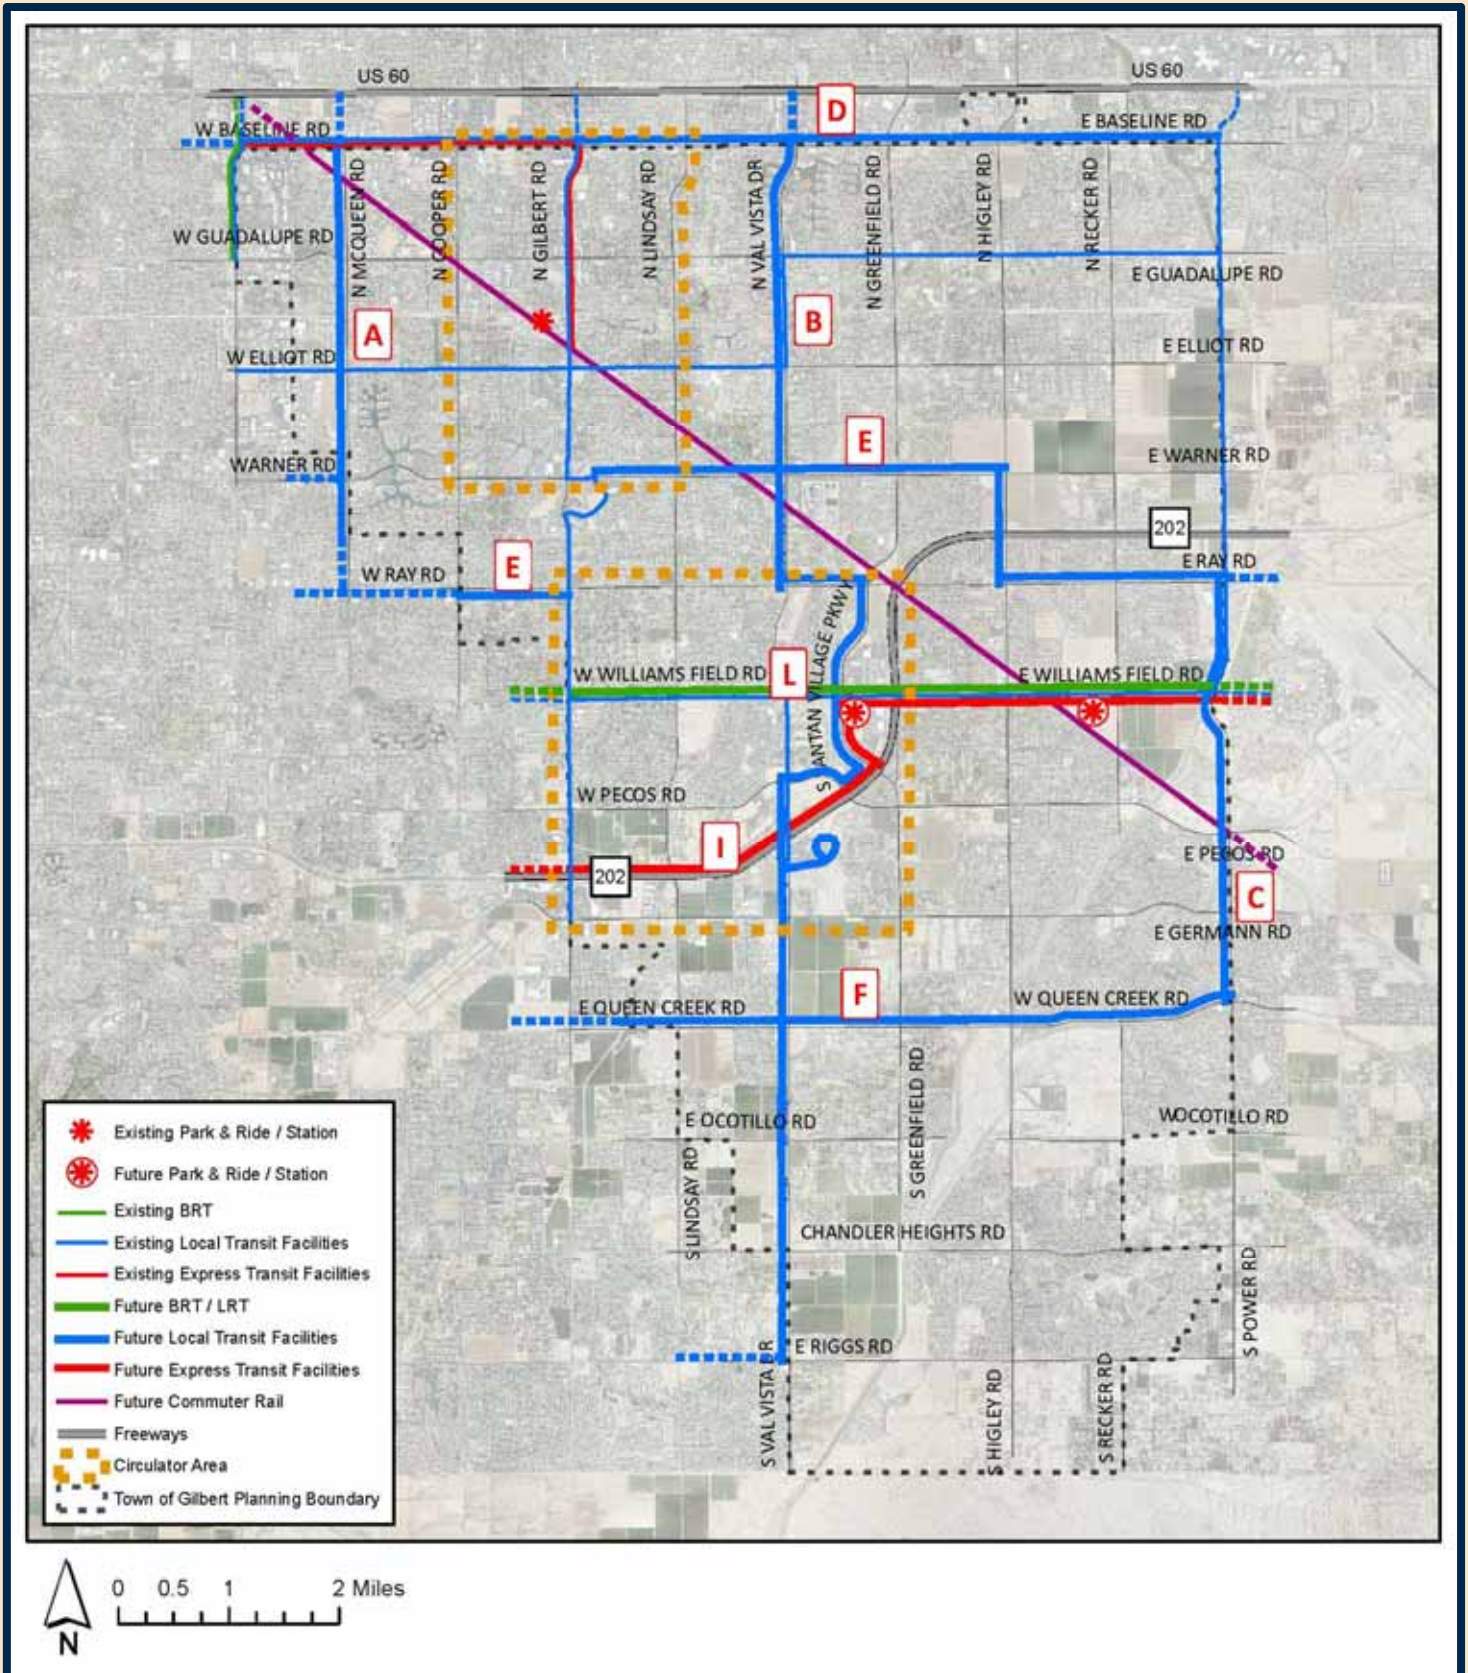 US 60
US 60
D
W BASELINE RD
E BASELINE RD
N MCQUEEN RD
N COOPER RD
N GILBERT RD
N LINDSAY RD
N VAL VISTA DR
N GREENFIELD RD
N HIGLEY RD
N RECKER RD
W GUADALUPE RD
E GUADALUPE RD
A
B
W ELLIOT RD
E ELLIOT RD
E
WARNER RD
E WARNER RD
202
E
W RAY RD
E RAY RD
S SANTAN VILLAGE PKWY
W WILLIAMS FIELD RD
L
E WILLIAMS FIELD RD
W PECOS RD
I
E PECOS RD
202
C
E GERMANN RD
F
E QUEEN CREEK RD
W QUEEN CREEK RD
S GREENFIELD RD
E OCOTILLO RD
W OCOTILLO RD
S LINDSAY RD
CHANDLER HEIGHTS RD
S POWER RD
E RIGGS RD
S VAL VISTA DR
S HIGLEY RD
S RECKER RD
Existing Park & Ride / Station
Future Park & Ride / Station
Existing BRT
Existing Local Transit Facilities
Existing Express Transit Facilities
Future BRT / LRT
Future Local Transit Facilities
Future Express Transit Facilities
Future Commuter Rail
Freeways
Circulator Area
Town of Gilbert Planning Boundary
0 0.5 1 2 Miles
N